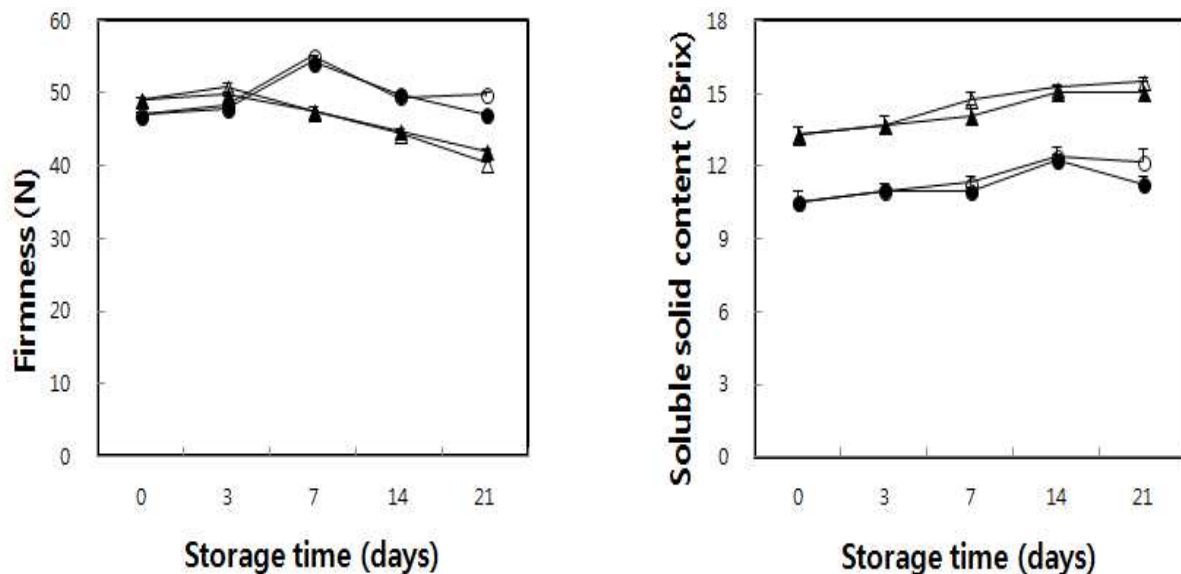 60
50
40
30
20
10
0
Firmness (N)
0 3 7 14 21
Storage time (days)
18
15
12
9
6
3
0
Soluble solid content (ºBrix)
0 3 7 14 21
Storage time (days)